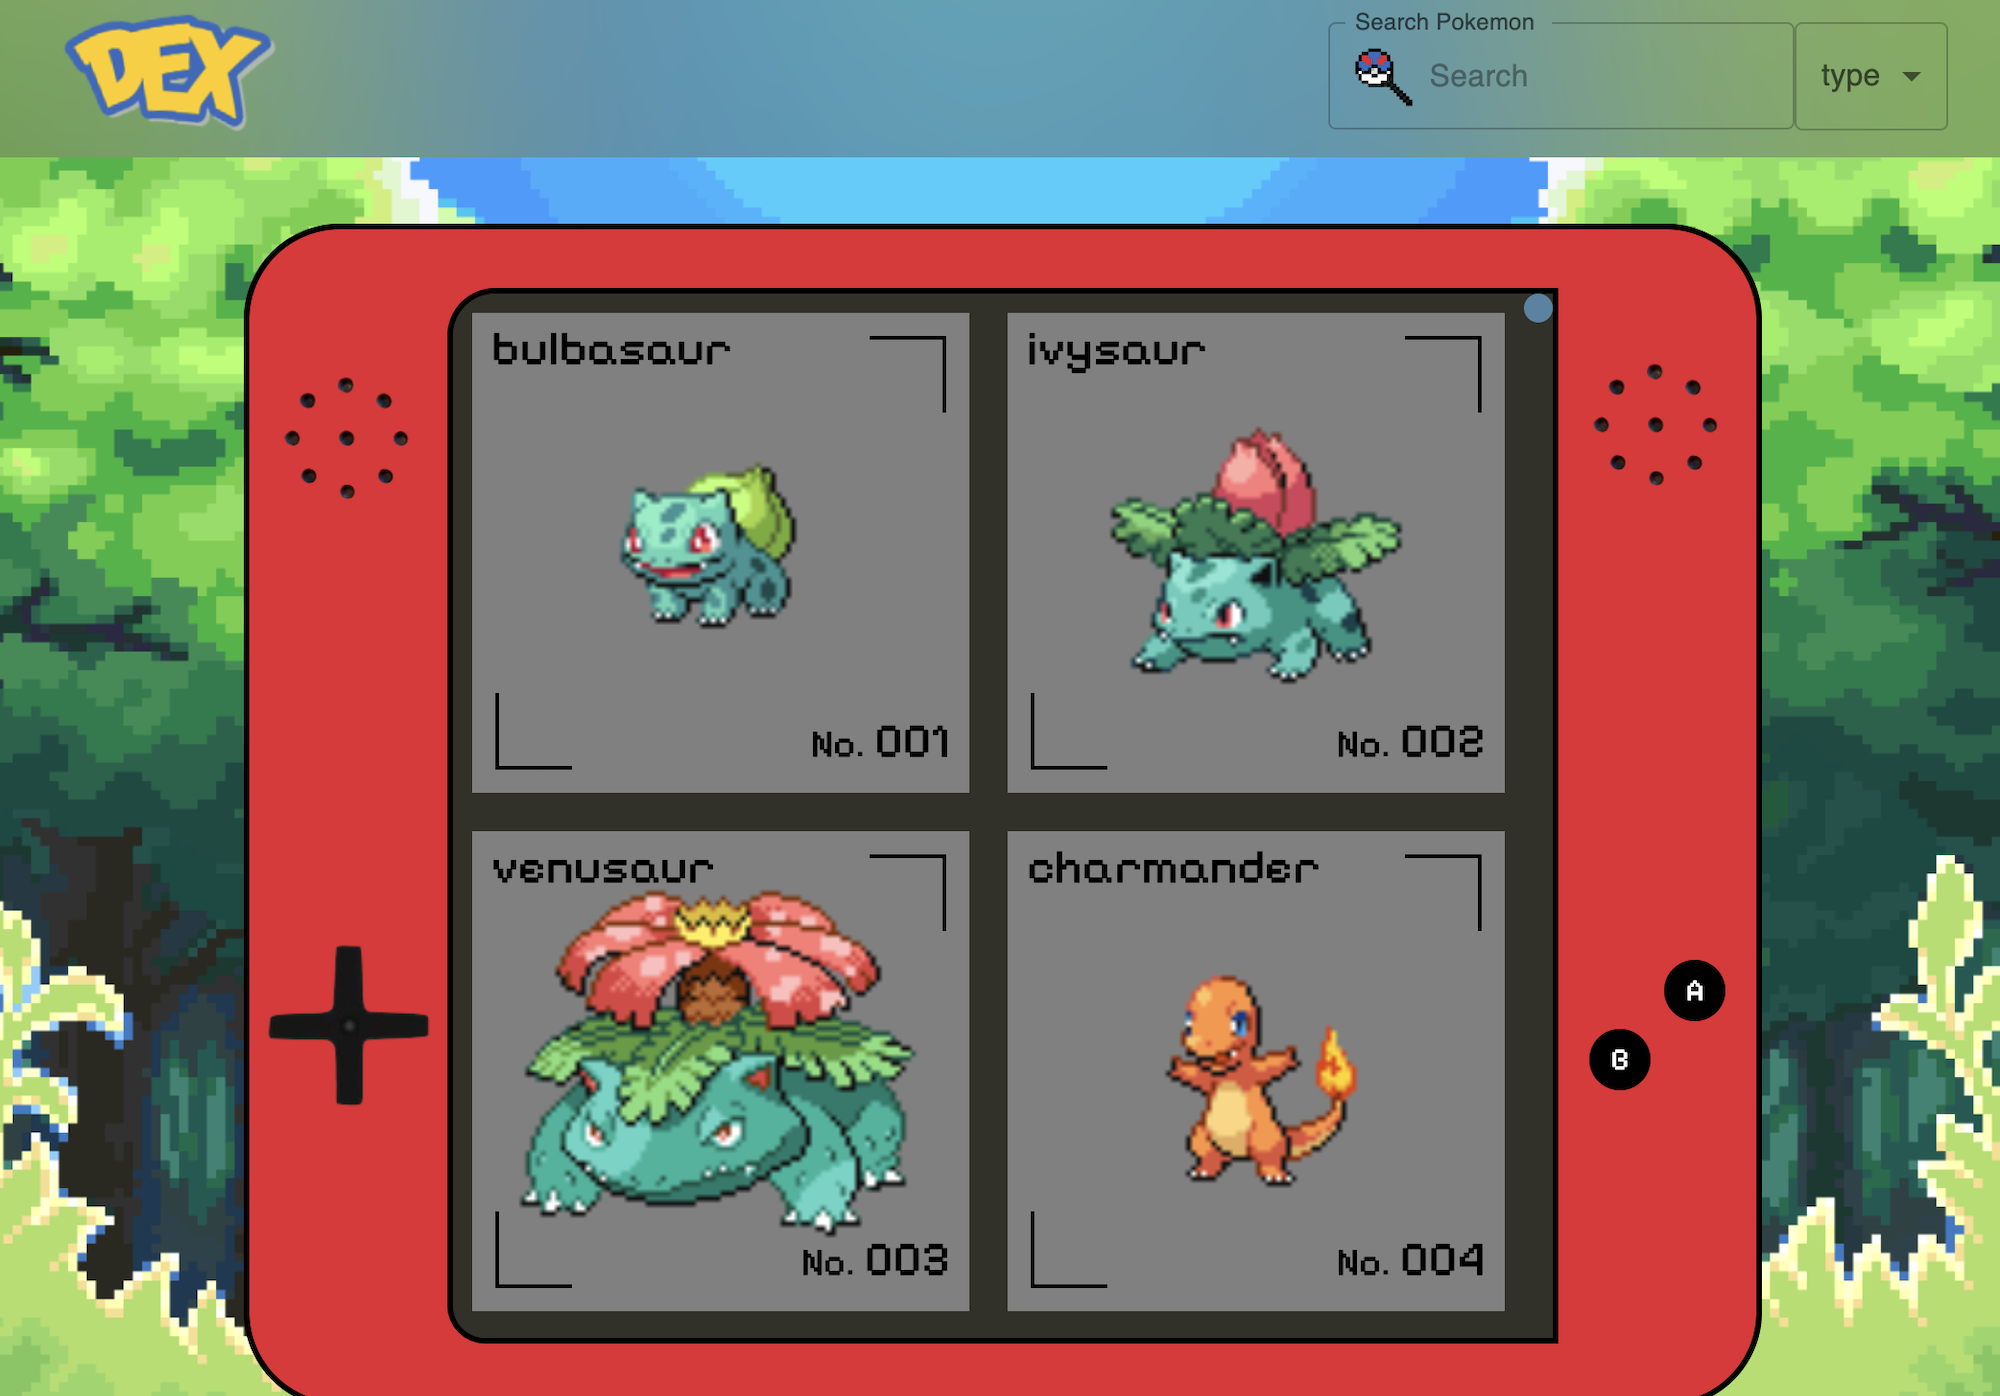 DEX
Search Pokemon
Search
type
bulbasaur
No. 001
ivysaur
No. 002
venusaur
No. 003
charmander
No. 004
A
B